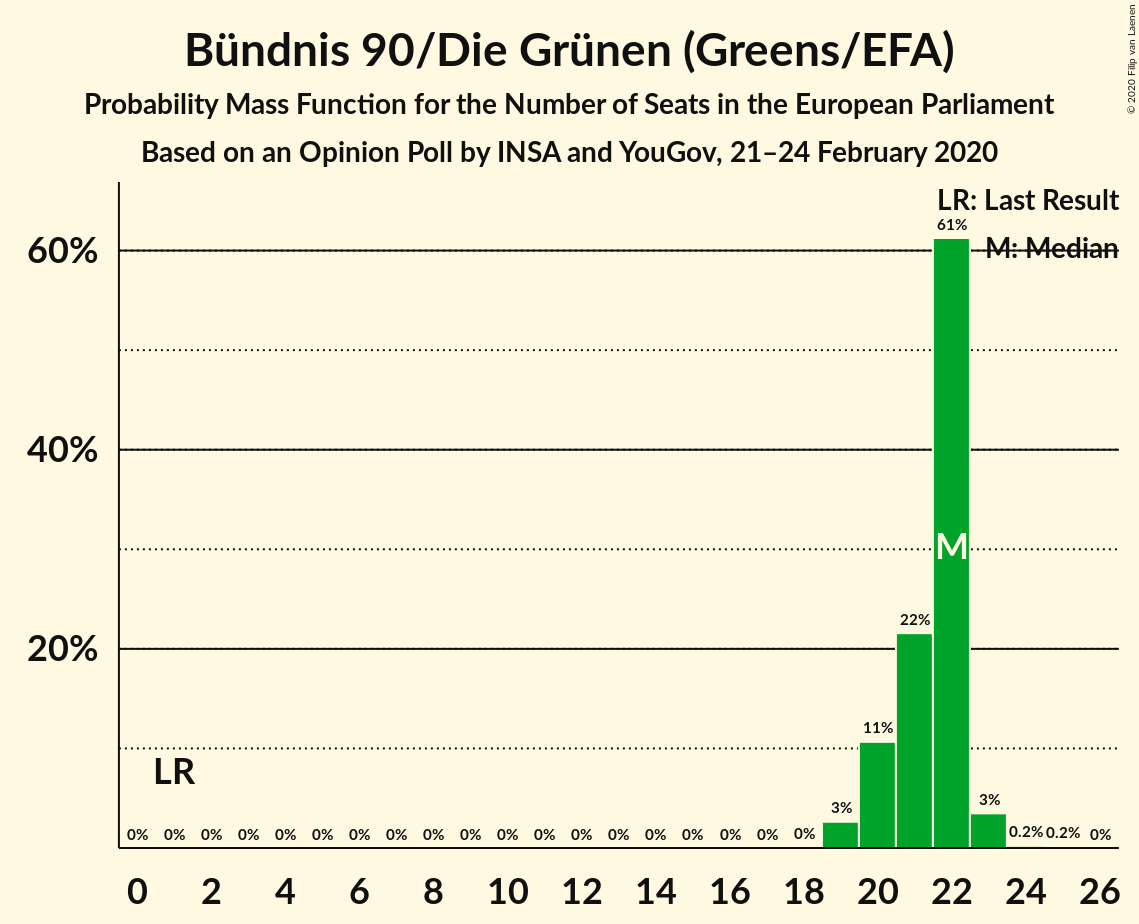 Bündnis 90/Die Grünen (Greens/EFA)
Probability Mass Function for the Number of Seats in the European Parliament
Based on an Opinion Poll by INSA and YouGov, 21–24 February 2020
© 2020 Filip van Laenen
LR: Last Result
M: Median
60%
40%
20%
61%
M
22%
11%
LR
3%
3%
0% 0% 0% 0% 0% 0% 0% 0% 0% 0% 0% 0% 0% 0% 0% 0% 0% 0% 0% 0.2% 0.2% 0%
0 2 4 6 8 10 12 14 16 18 20 22 24 26